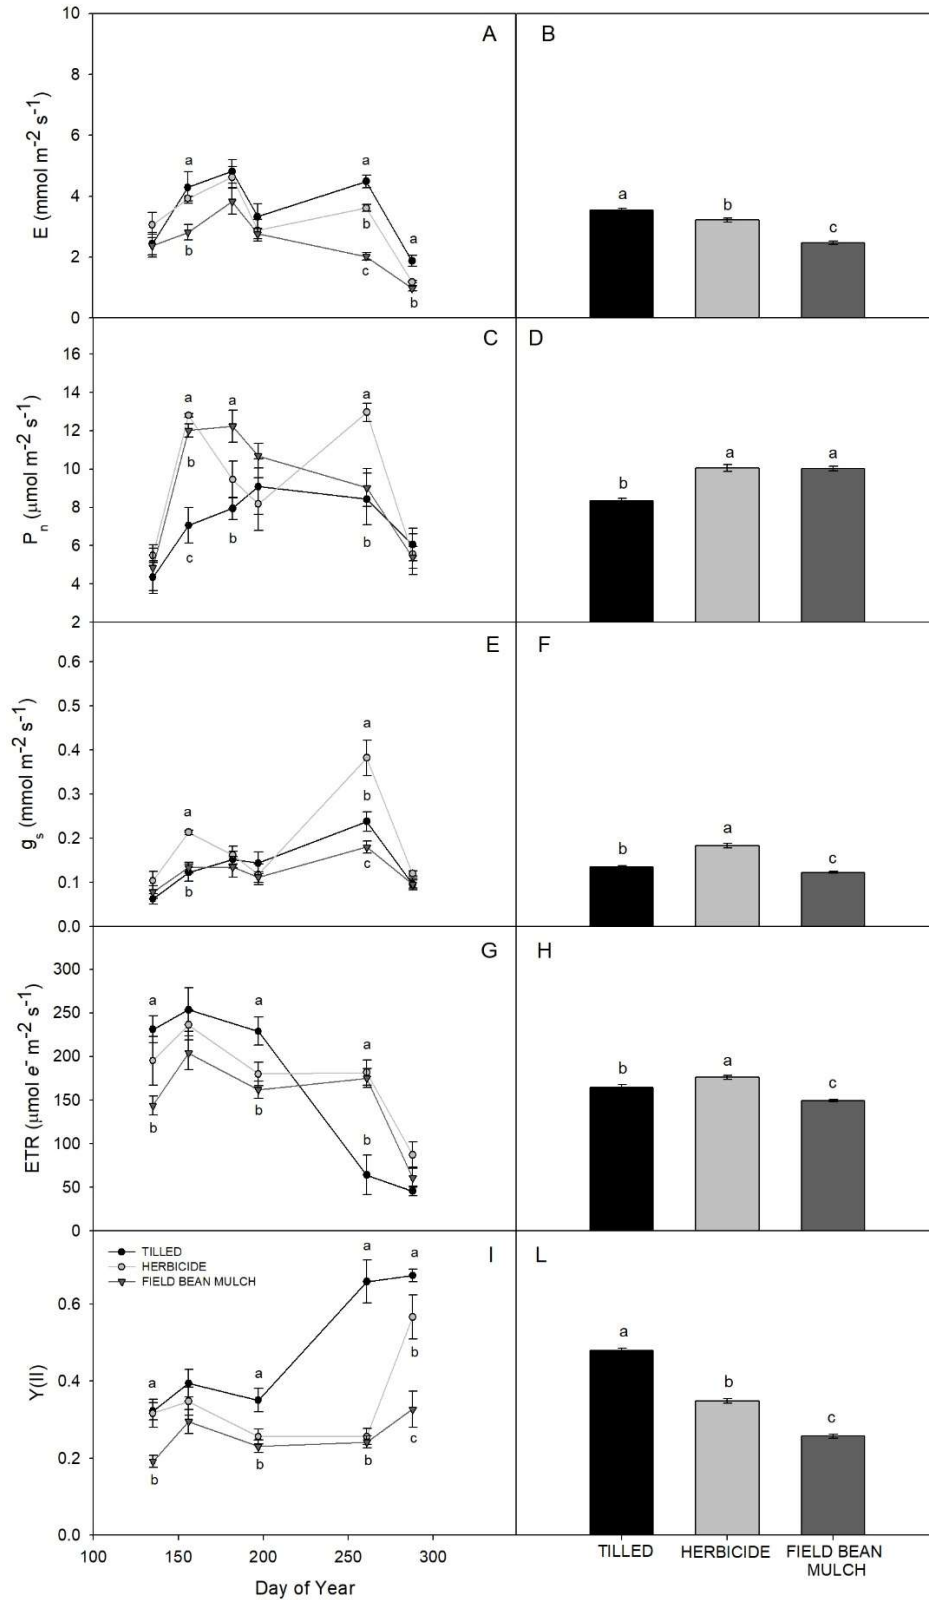 A
B
E (mmol m⁻² s⁻¹)
10
8
6
4
2
0
a
a
a
b
b
c
b
a
b
c
C
D
Pₙ (μmol m⁻² s⁻¹)
16
14
12
10
8
6
4
2
a
a
a
b
c
b
b
b
a
a
E
F
gₛ (mmol m⁻² s⁻¹)
0.6
0.5
0.4
0.3
0.2
0.1
0.0
a
a
b
b
c
b
a
c
G
H
ETR (μmol e⁻ m⁻² s⁻¹)
300
250
200
150
100
50
0
a
a
a
b
b
b
b
a
c
I
L
TILLED
HERBICIDE
FIELD BEAN MULCH
Y(II)
0.6
0.4
0.2
0.0
a
a
a
a
b
b
b
b
c
a
b
c
100 150 200 250 300
Day of Year
TILLED HERBICIDE FIELD BEAN
MULCH